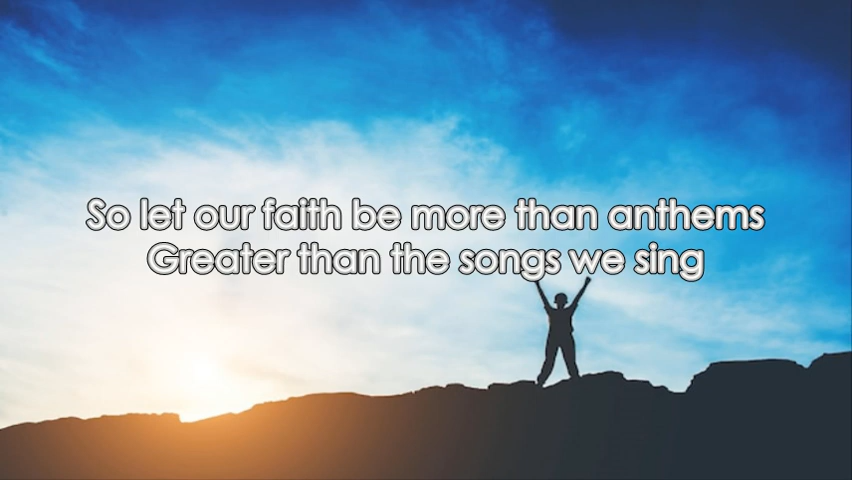 So let our faith be more than anthems
Greater than the songs we sing